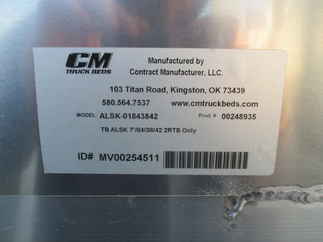 CM
TRUCK BEDS
Manufactured by
Contract Manufacturer, LLC.
103 Titan Road, Kingston, OK 73439
580.564.7537 www.cmtruckbeds.com
MODEL ALSK-01843842 Prod # 00248935
TB ALSK 7'/84/38/42 2RTB Only
ID# MV00254511